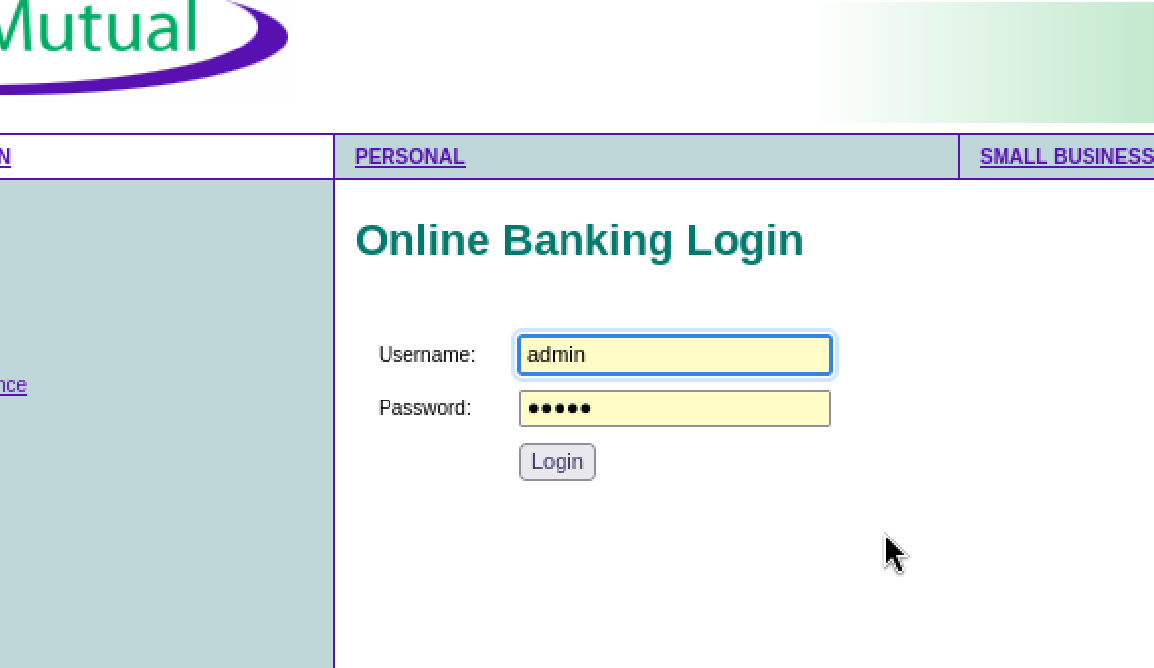 Mutual
N
PERSONAL
SMALL BUSINESS
Online Banking Login
Username:
admin
nce
Password:
•••••
Login